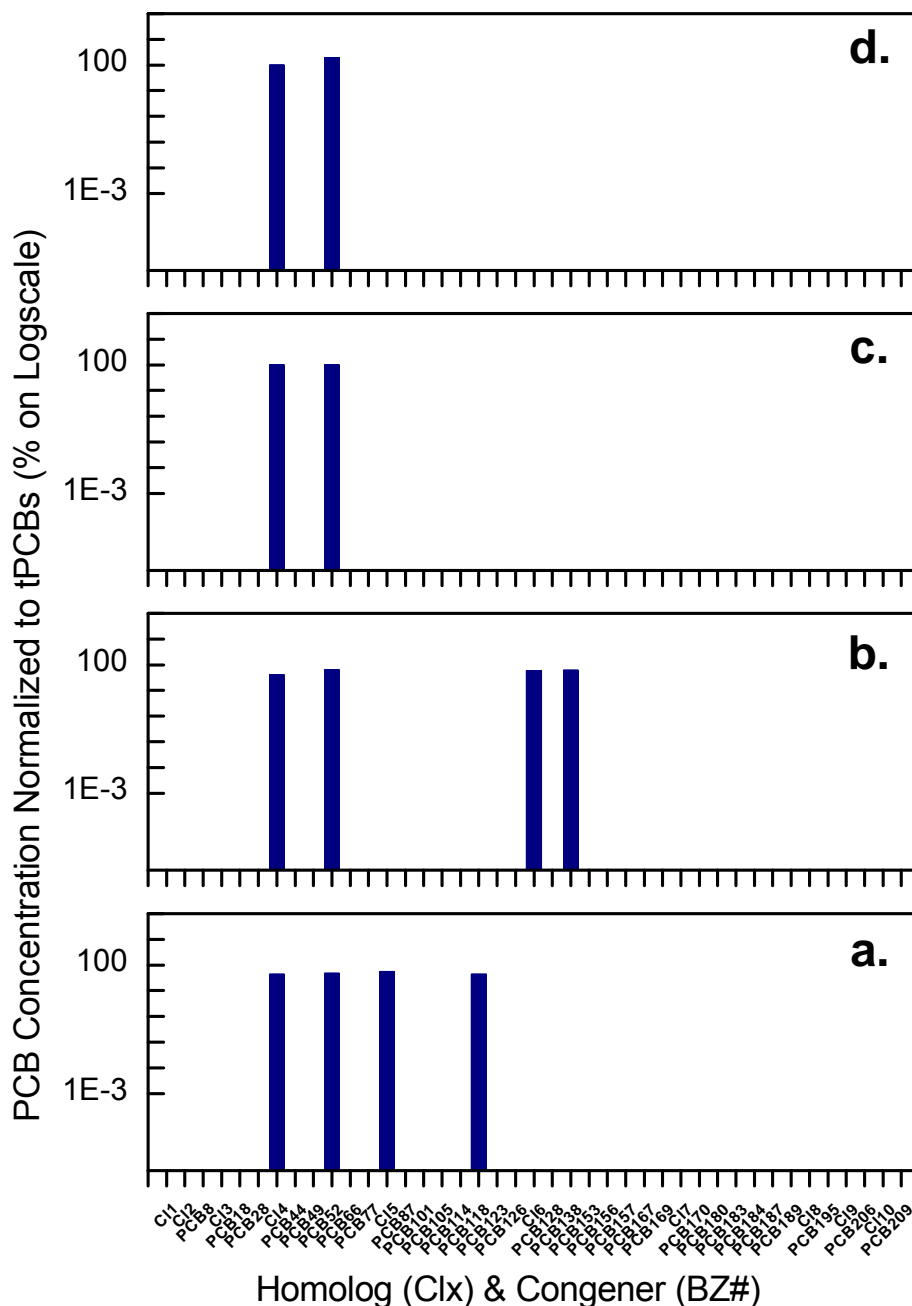 PCB Concentration Normalized to tPCBs (% on Logscale)
d.
100
1E-3
c.
100
1E-3
b.
100
1E-3
a.
100
1E-3
Cl1
Cl2
PCB8
Cl3
PCB18
PCB28
Cl4
PCB44
PCB49
PCB52
PCB66
PCB77
Cl5
PCB87
PCB101
PCB105
PCB114
PCB118
PCB123
PCB126
Cl6
PCB128
PCB138
PCB153
PCB156
PCB157
PCB167
PCB169
Cl7
PCB170
PCB180
PCB183
PCB184
PCB187
PCB189
Cl8
PCB195
Cl9
PCB206
Cl10
PCB209
Homolog (Clx) & Congener (BZ#)